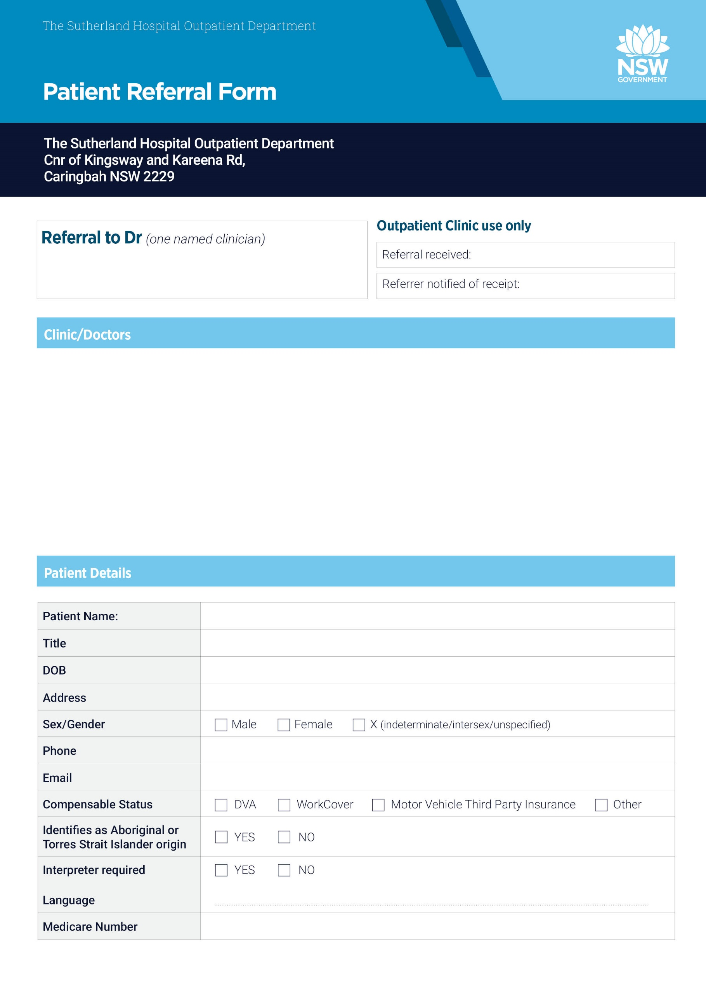 The Sutherland Hospital Outpatient Department
NSW
GOVERNMENT
Patient Referral Form
The Sutherland Hospital Outpatient Department
Cnr of Kingsway and Kareena Rd,
Caringbah NSW 2229
Referral to Dr (one named clinician)
Outpatient Clinic use only
Referral received:
Referrer notified of receipt:
Clinic/Doctors
Patient Details
Patient Name:
Title
DOB
Address
Sex/Gender Male Female X (indeterminate/intersex/unspecified)
Phone
Email
Compensable Status DVA WorkCover Motor Vehicle Third Party Insurance Other
Identifies as Aboriginal or
Torres Strait Islander origin YES NO
Interpreter required YES NO
Language
Medicare Number